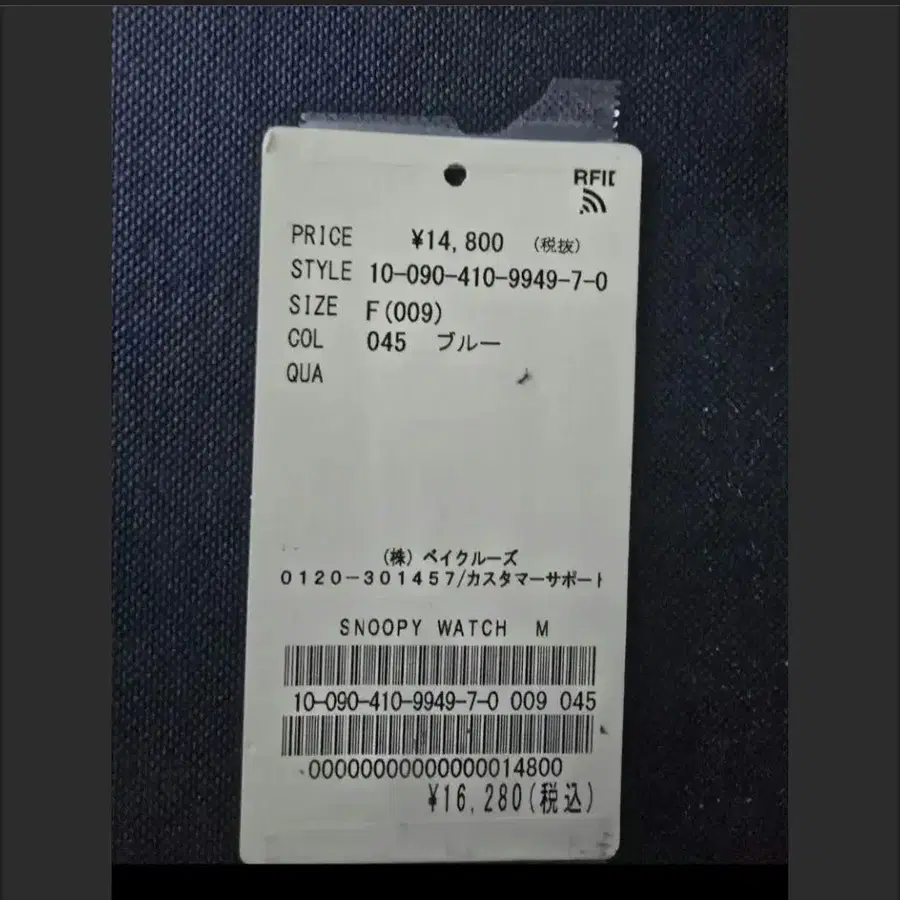 RFID
PRICE ¥14,800 (税抜)
STYLE 10-090-410-9949-7-0
SIZE F(009)
COL 045 ブルー
QUA
(株) ベイクルーズ
0120-301457/カスタマーサポート
SNOOPY WATCH M
10-090-410-9949-7-0 009 045
00000000000000014800
¥16,280(税込)